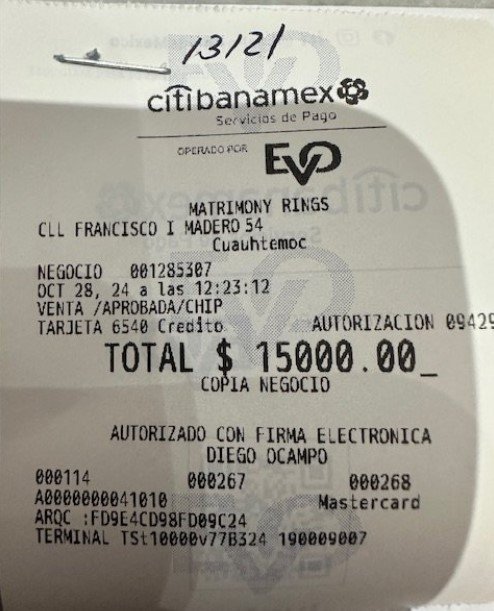 13121
citibanamex
Servicios de Pago
OPERADO POR EVO
MATRIMONY RINGS
CLL FRANCISCO I MADERO 54
Cuauhtemoc
NEGOCIO 001285307
OCT 28, 24 a las 12:23:12
VENTA /APROBADA/CHIP
TARJETA 6540 Credito AUTORIZACION 09429
TOTAL $ 15000.00_
COPIA NEGOCIO
AUTORIZADO CON FIRMA ELECTRONICA
DIEGO OCAMPO
000114 000267 000268
A0000000041010 Mastercard
ARQC :FD9E4CD98FD09C24
TERMINAL TSt10000v77B324 190009007